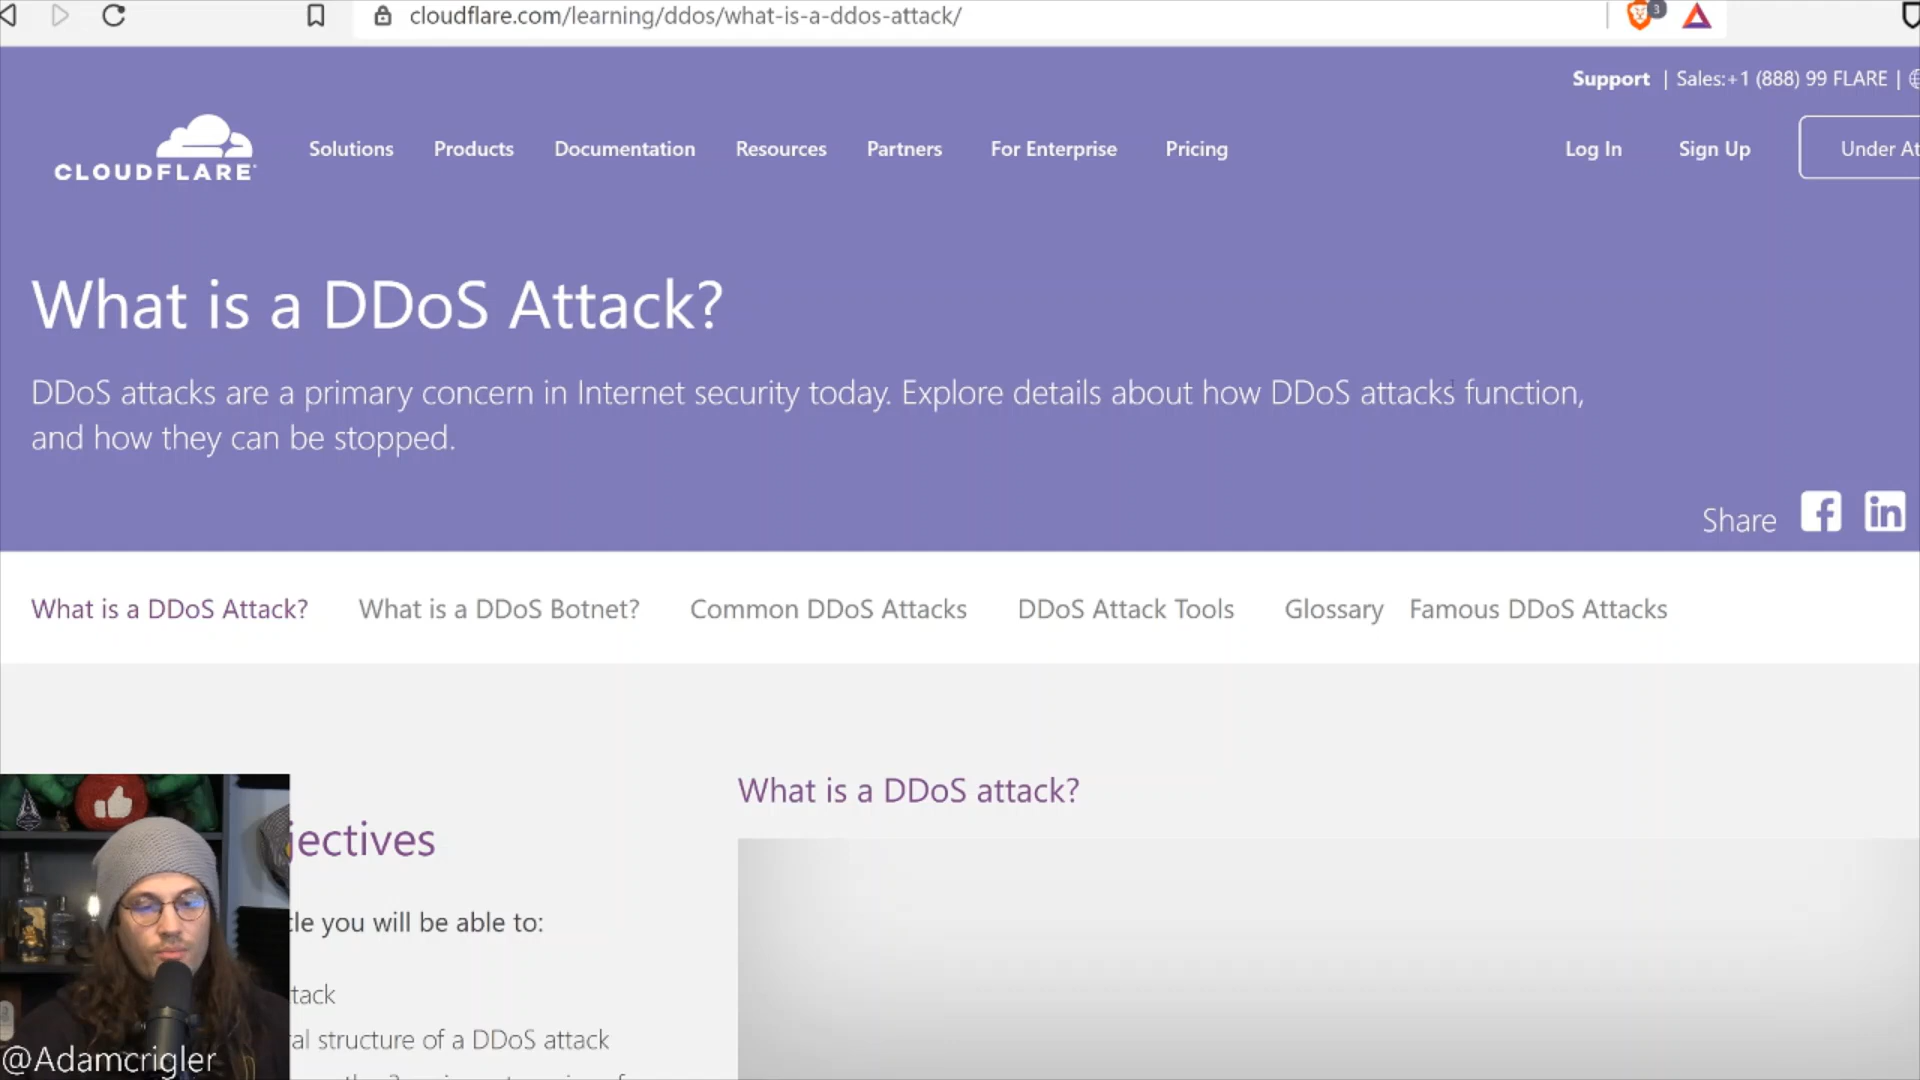 cloudflare.com/learning/ddos/what-is-a-ddos-attack/
3
Support | Sales:+1 (888) 99 FLARE |
CLOUDFLARE
Solutions Products Documentation Resources Partners For Enterprise Pricing Log In Sign Up Under At
What is a DDoS Attack?
DDoS attacks are a primary concern in Internet security today. Explore details about how DDoS attacks function,
and how they can be stopped.
Share
What is a DDoS Attack? What is a DDoS Botnet? Common DDoS Attacks DDoS Attack Tools Glossary Famous DDoS Attacks
jectives
cle you will be able to:
tack
al structure of a DDoS attack
What is a DDoS attack?
@Adamcrigler